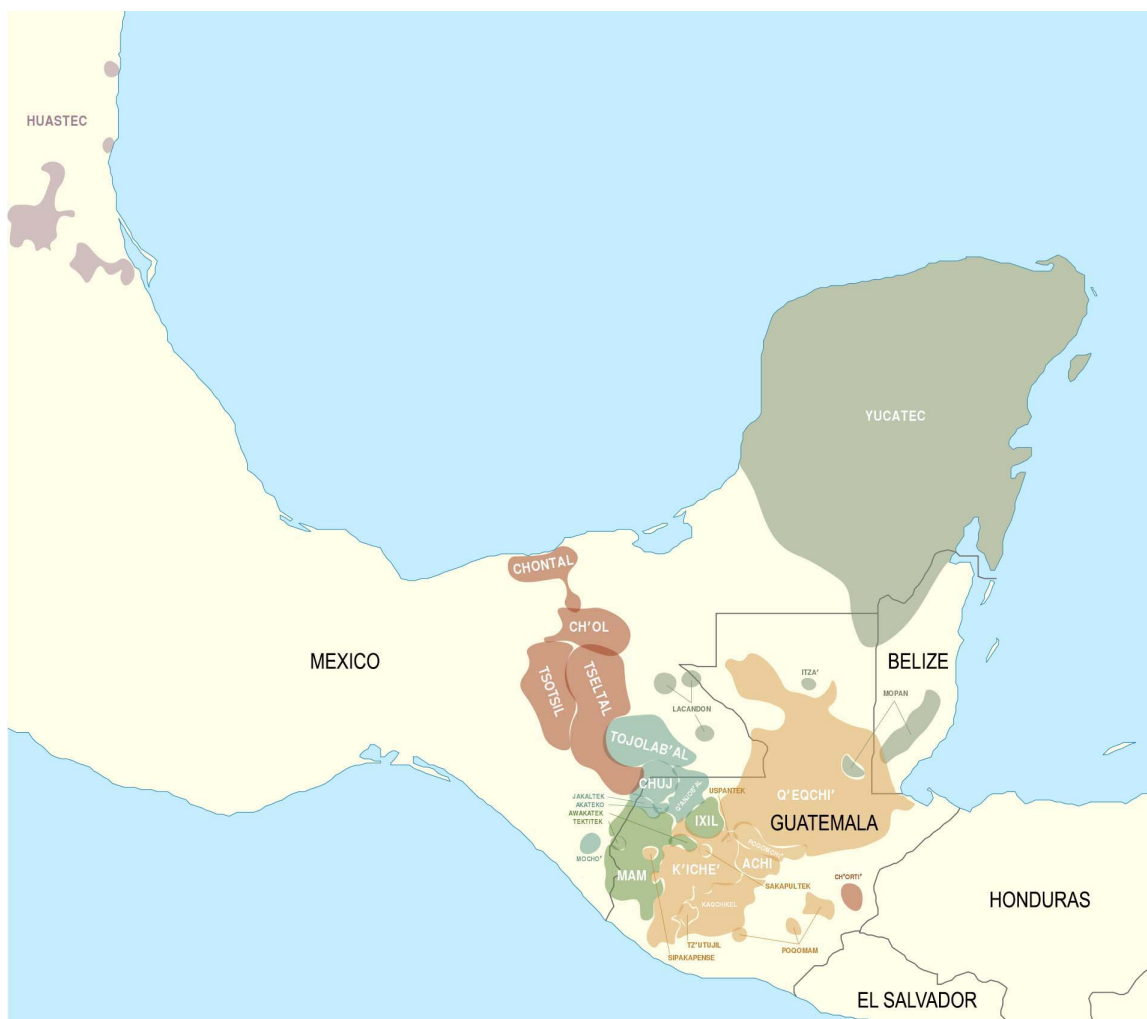 HUASTEC
YUCATEC
CHONTAL
CH'OL
MEXICO
BELIZE
TSOTSIL
TSELTAL
ITZA'
LACANDON
MOPAN
TOJOLAB'AL
CHUJ
Q'ANJOB'AL
Q'EQCHI'
JAKALTEK
AKATEKO
AWAKATEK
TEKTITEK
USPANTEK
IXIL
GUATEMALA
POQOMCHI'
MOCHO'
MAM
K'ICHE'
ACHI
SAKAPULTEK
CH'ORTI'
HONDURAS
KAQCHIKEL
TZ'UTUJIL
SIPAKAPENSE
POQOMAM
EL SALVADOR